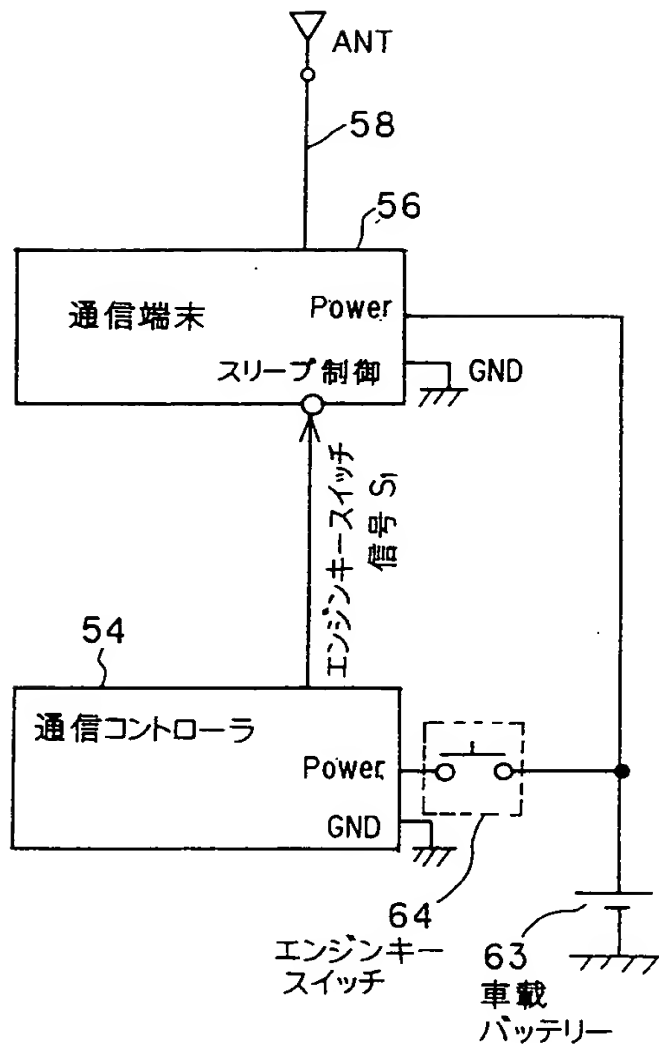 ANT
58
56
通信端末
Power
スリープ制御
GND
エンジンキースイッチ
信号 S1
54
通信コントローラ
Power
GND
64
エンジンキー
スイッチ
63
車載
バッテリー